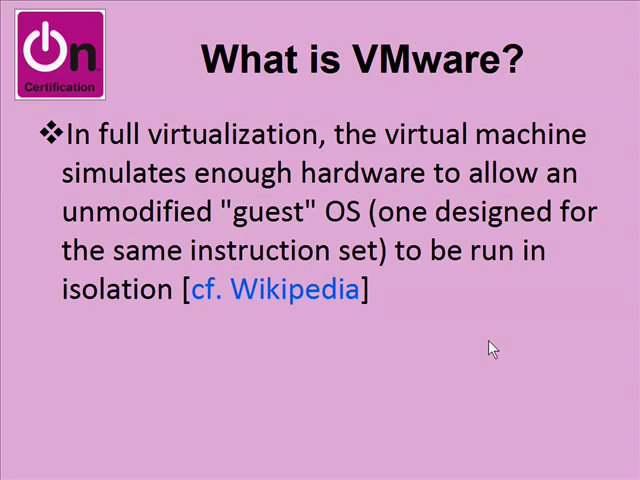 On
Certification
What is VMware?
❖In full virtualization, the virtual machine
simulates enough hardware to allow an
unmodified "guest" OS (one designed for
the same instruction set) to be run in
isolation [cf. Wikipedia]